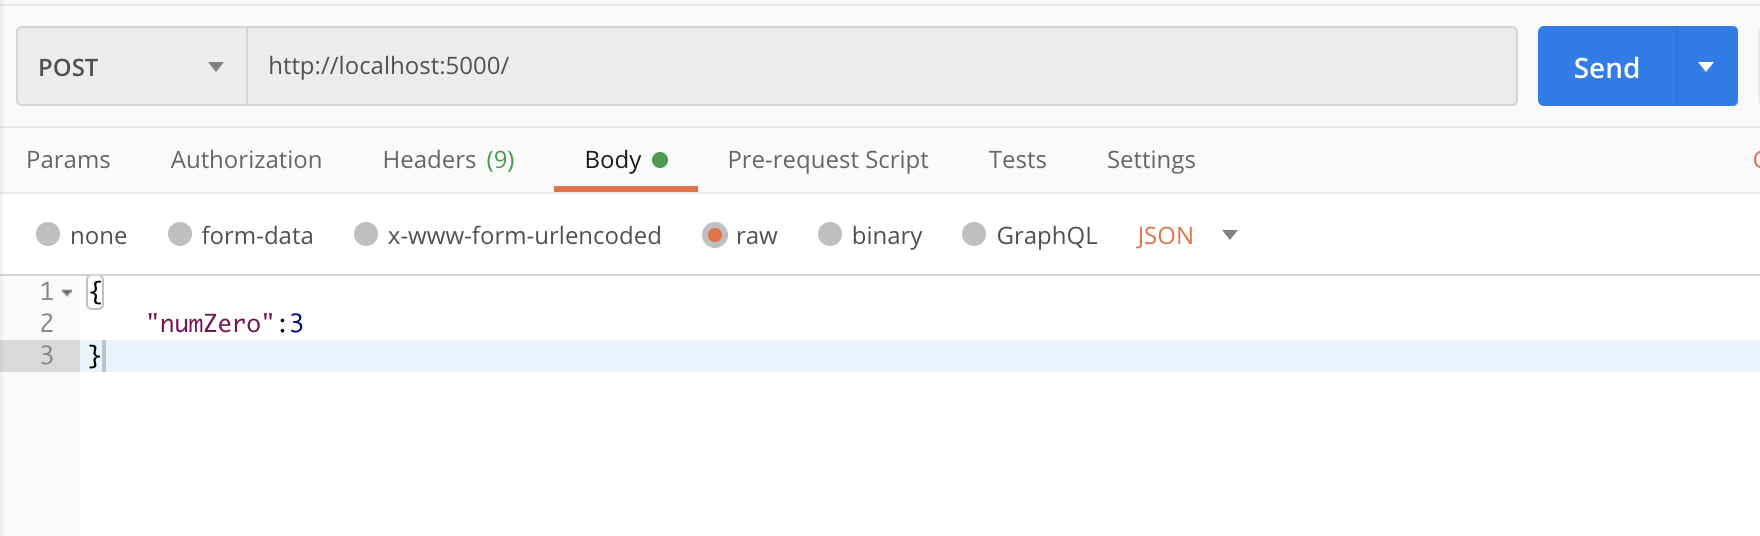 POST http://localhost:5000/ Send
Params Authorization Headers (9) Body Pre-request Script Tests Settings
none form-data x-www-form-urlencoded raw binary GraphQL JSON
1 {
2 "numZero":3
3 }